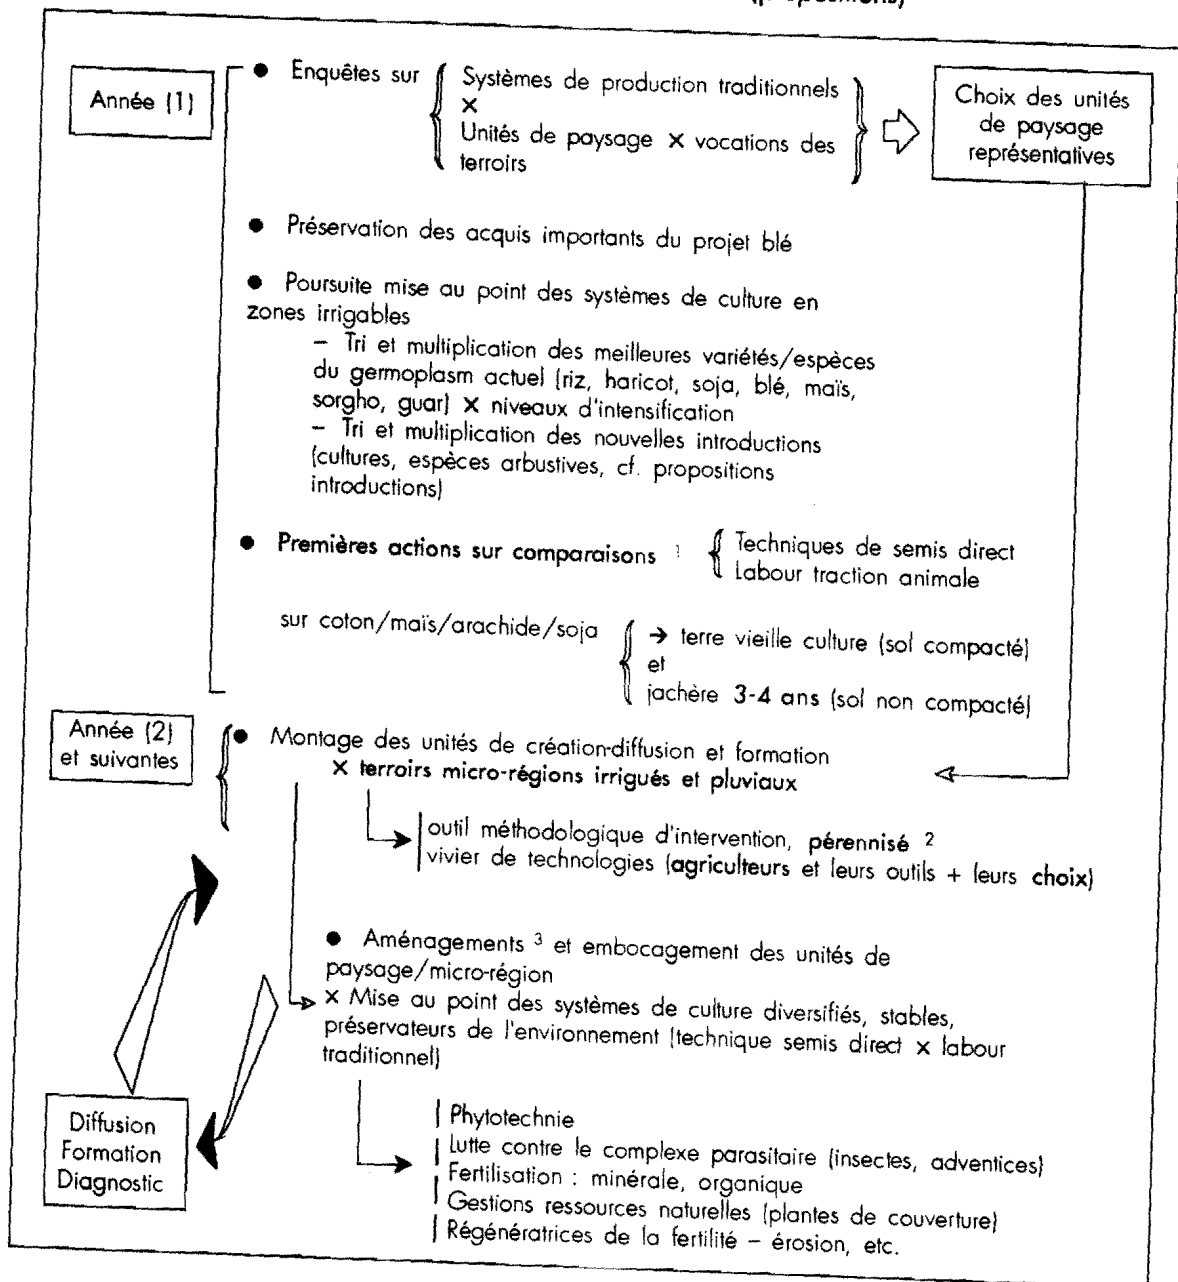 Année (1)
● Enquêtes sur
Systèmes de production traditionnels
×
Unités de paysage × vocations des
terroirs
Choix des unités
de paysage
représentatives
● Préservation des acquis importants du projet blé
● Poursuite mise au point des systèmes de culture en
zones irrigables
– Tri et multiplication des meilleures variétés/espèces
du germoplasm actuel (riz, haricot, soja, blé, maïs,
sorgho, guar) × niveaux d'intensification
– Tri et multiplication des nouvelles introductions
(cultures, espèces arbustives, cf. propositions
introductions)
● Premières actions sur comparaisons 1
Techniques de semis direct
Labour traction animale
sur coton/maïs/arachide/soja
→ terre vieille culture (sol compacté)
et
jachère 3-4 ans (sol non compacté)
Année (2)
et suivantes
● Montage des unités de création-diffusion et formation
× terroirs micro-régions irrigués et pluviaux
outil méthodologique d'intervention, pérennisé 2
vivier de technologies (agriculteurs et leurs outils + leurs choix)
● Aménagements 3 et embocagement des unités de
paysage/micro-région
× Mise au point des systèmes de culture diversifiés, stables,
préservateurs de l'environnement (technique semis direct × labour
traditionnel)
Diffusion
Formation
Diagnostic
Phytotechnie
Lutte contre le complexe parasitaire (insectes, adventices)
Fertilisation : minérale, organique
Gestions ressources naturelles (plantes de couverture)
Régénératrices de la fertilité – érosion, etc.